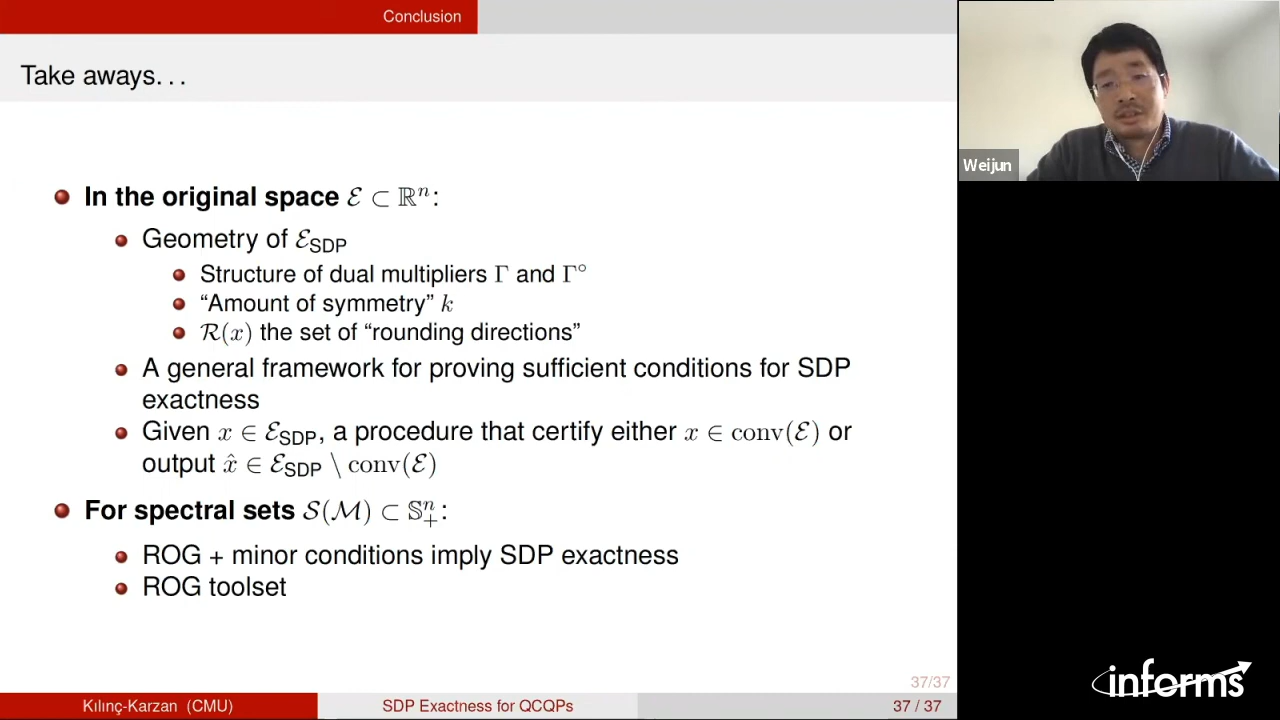 Conclusion
Take aways. . .
In the original space ℰ ⊂ ℝⁿ:
Geometry of ℰ_SDP
Structure of dual multipliers Γ and Γ°
“Amount of symmetry” k
ℛ(x) the set of “rounding directions”
A general framework for proving sufficient conditions for SDP
exactness
Given x ∈ ℰ_SDP, a procedure that certify either x ∈ conv(ℰ) or
output x̂ ∈ ℰ_SDP \ conv(ℰ)
For spectral sets 𝒮(ℳ) ⊂ 𝕊ⁿ₊:
ROG + minor conditions imply SDP exactness
ROG toolset
37/37
Kılınç-Karzan (CMU)
SDP Exactness for QCQPs
37 / 37
Weijun
informs